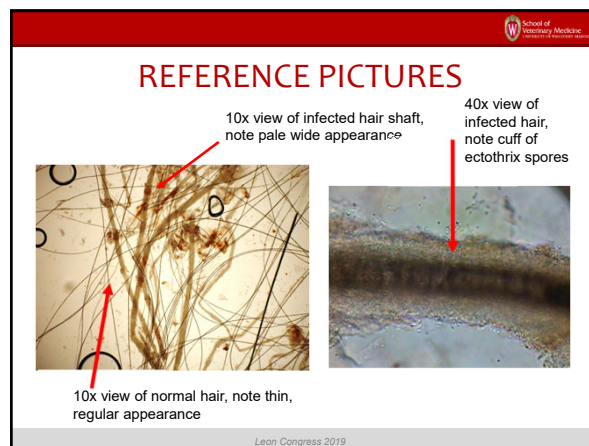 School of
Veterinary Medicine
UNIVERSITY OF WISCONSIN-MADISON
REFERENCE PICTURES
10x view of infected hair shaft,
note pale wide appearance
40x view of
infected hair,
note cuff of
ectothrix spores
10x view of normal hair, note thin,
regular appearance
Leon Congress 2019